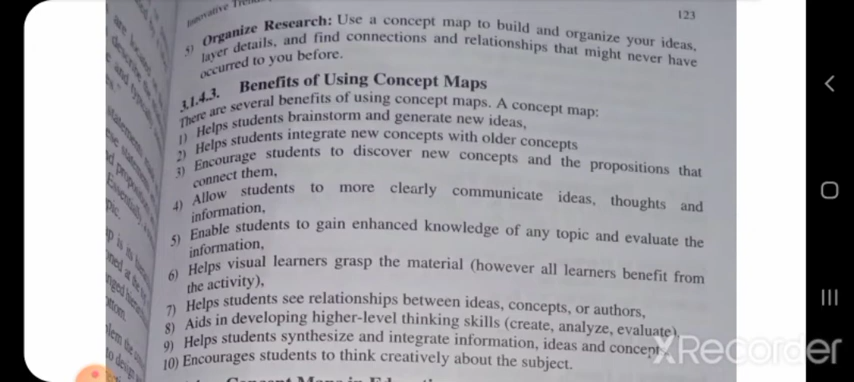 Innovative
123
5) Organize Research: Use a concept map to build and organize your ideas,
layer details, and find connections and relationships that might never have
occurred to you before.
3.1.4.3. Benefits of Using Concept Maps
There are several benefits of using concept maps. A concept map:
1) Helps students brainstorm and generate new ideas,
2) Helps students integrate new concepts with older concepts
3) Encourage students to discover new concepts and the propositions that
connect them,
4) Allow students to more clearly communicate ideas, thoughts and
information,
5) Enable students to gain enhanced knowledge of any topic and evaluate the
information,
6) Helps visual learners grasp the material (however all learners benefit from
the activity),
7) Helps students see relationships between ideas, concepts, or authors,
8) Aids in developing higher-level thinking skills (create, analyze, evaluate)
9) Helps students synthesize and integrate information, ideas and concept
10) Encourages students to think creatively about the subject.
Concept Maps in
XRecorder